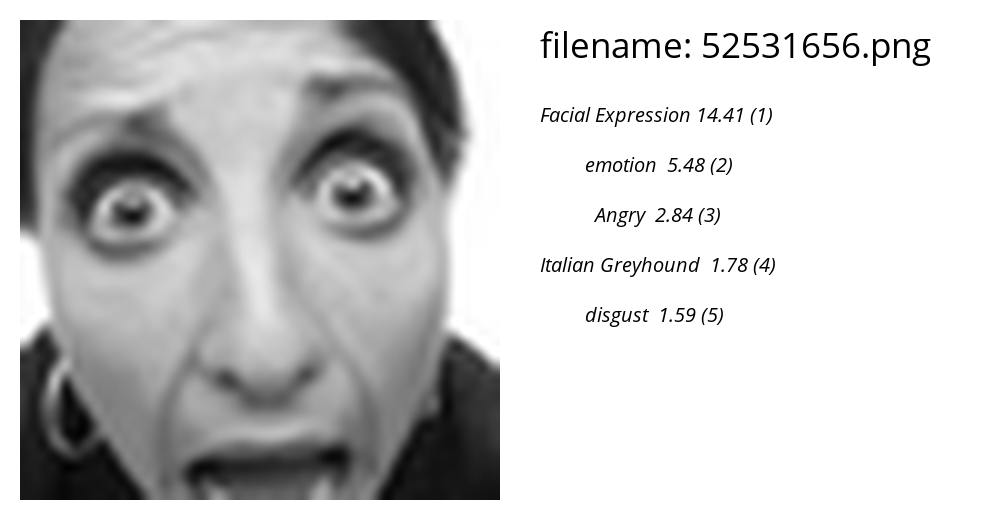 filename: 52531656.png
Facial Expression 14.41 (1)
emotion 5.48 (2)
Angry 2.84 (3)
Italian Greyhound 1.78 (4)
disgust 1.59 (5)